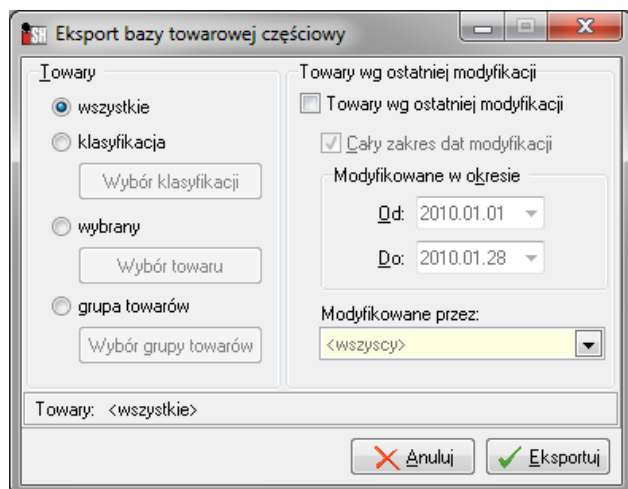 SH Eksport bazy towarowej częściowy
Towary
wszystkie
klasyfikacja
Wybór klasyfikacji
wybrany
Wybór towaru
grupa towarów
Wybór grupy towarów
Towary wg ostatniej modyfikacji
Towary wg ostatniej modyfikacji
Cały zakres dat modyfikacji
Modyfikowane w okresie
Od: 2010.01.01
Do: 2010.01.28
Modyfikowane przez:
<wszyscy>
Towary: <wszystkie>
Anuluj
Eksportuj